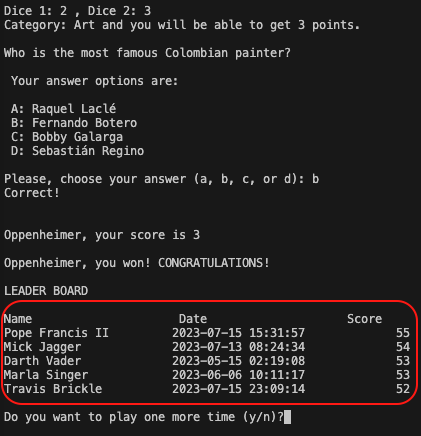 Dice 1: 2 , Dice 2: 3
Category: Art and you will be able to get 3 points.
Who is the most famous Colombian painter?
Your answer options are:
A: Raquel Laclé
B: Fernando Botero
C: Bobby Galarga
D: Sebastián Regino
Please, choose your answer (a, b, c, or d): b
Correct!
Oppenheimer, your score is 3
Oppenheimer, you won! CONGRATULATIONS!
LEADER BOARD
Name Date Score
Pope Francis II 2023-07-15 15:31:57 55
Mick Jagger 2023-07-13 08:24:34 54
Darth Vader 2023-05-15 02:19:08 53
Marla Singer 2023-06-06 10:11:17 53
Travis Brickle 2023-07-15 23:09:14 52
Do you want to play one more time (y/n)?